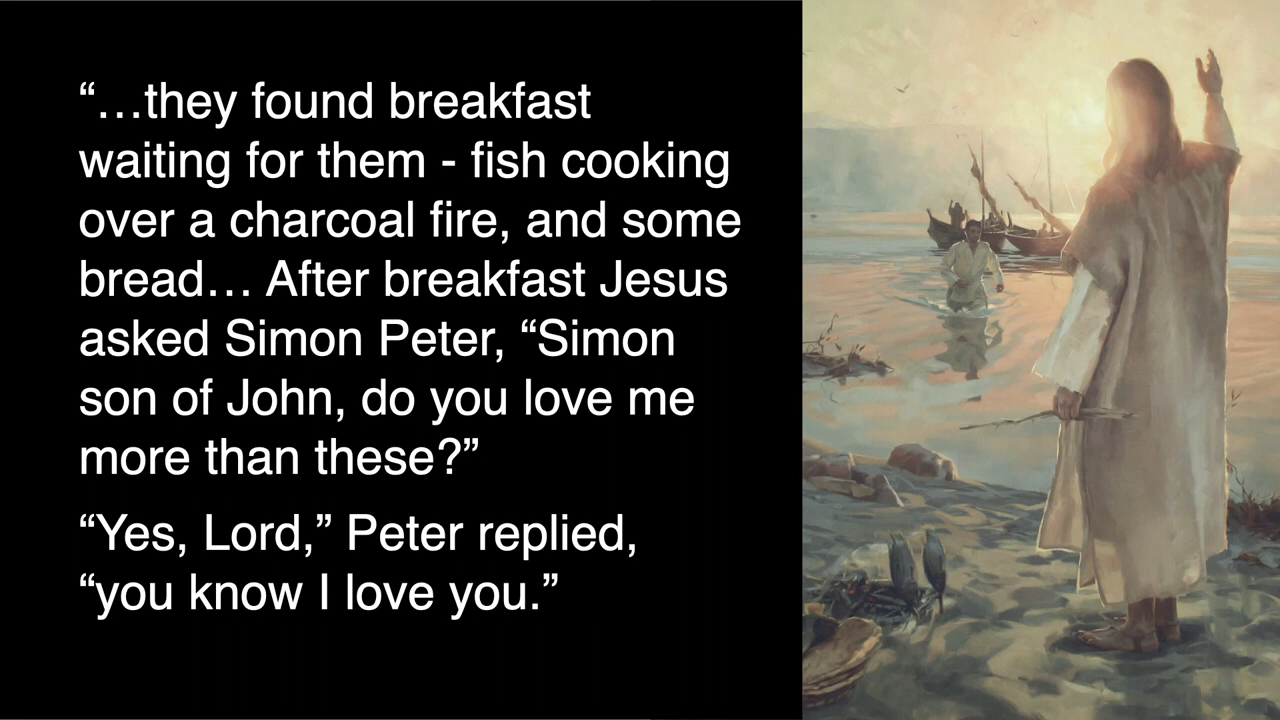 “…they found breakfast
waiting for them - fish cooking
over a charcoal fire, and some
bread… After breakfast Jesus
asked Simon Peter, “Simon
son of John, do you love me
more than these?”
“Yes, Lord,” Peter replied,
“you know I love you.”